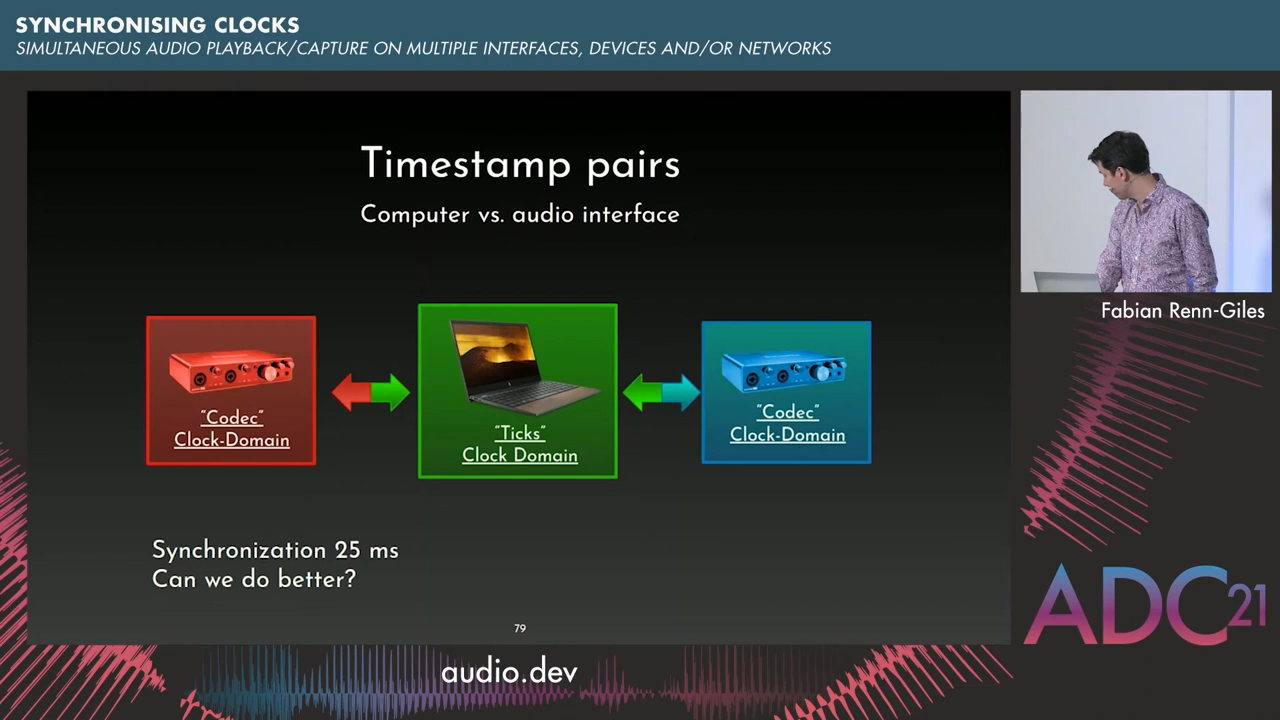 SYNCHRONISING CLOCKS
SIMULTANEOUS AUDIO PLAYBACK/CAPTURE ON MULTIPLE INTERFACES, DEVICES AND/OR NETWORKS
Timestamp pairs
Computer vs. audio interface
"Codec"
Clock-Domain
"Ticks"
Clock Domain
"Codec"
Clock-Domain
Synchronization 25 ms
Can we do better?
79
Fabian Renn-Giles
ADC21
audio.dev